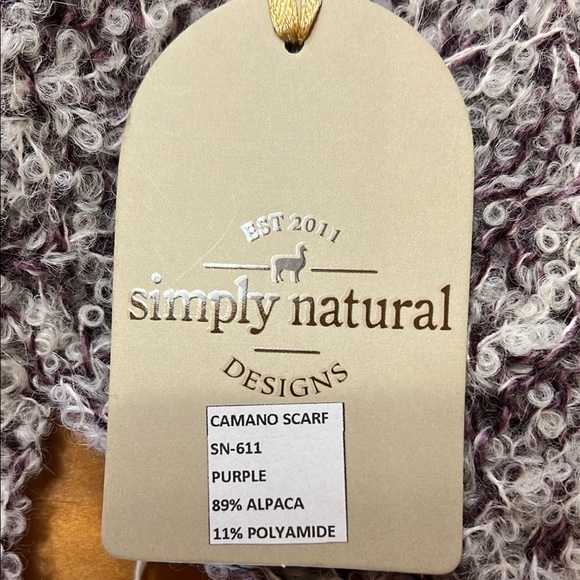 EST 2011
simply natural
DESIGNS
CAMANO SCARF
SN-611
PURPLE
89% ALPACA
11% POLYAMIDE